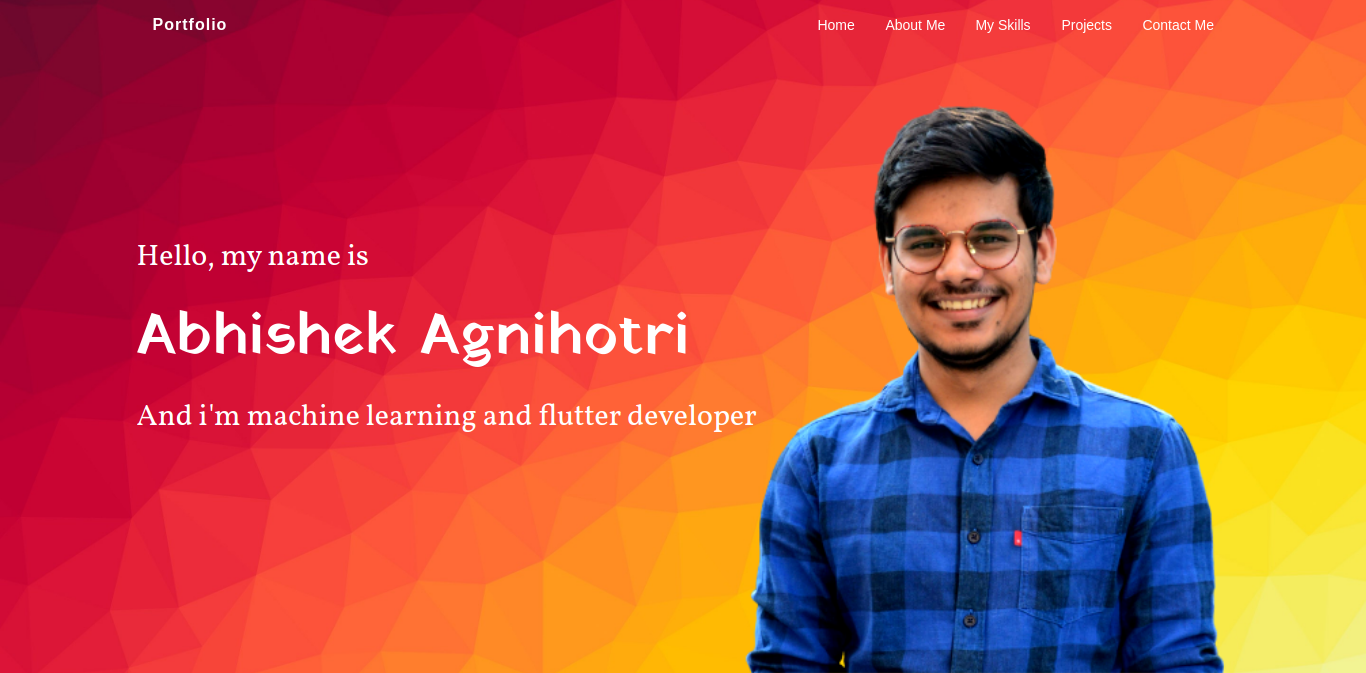 Portfolio
Home About Me My Skills Projects Contact Me
Hello, my name is
Abhishek Agnihotri
And i'm machine learning and flutter developer